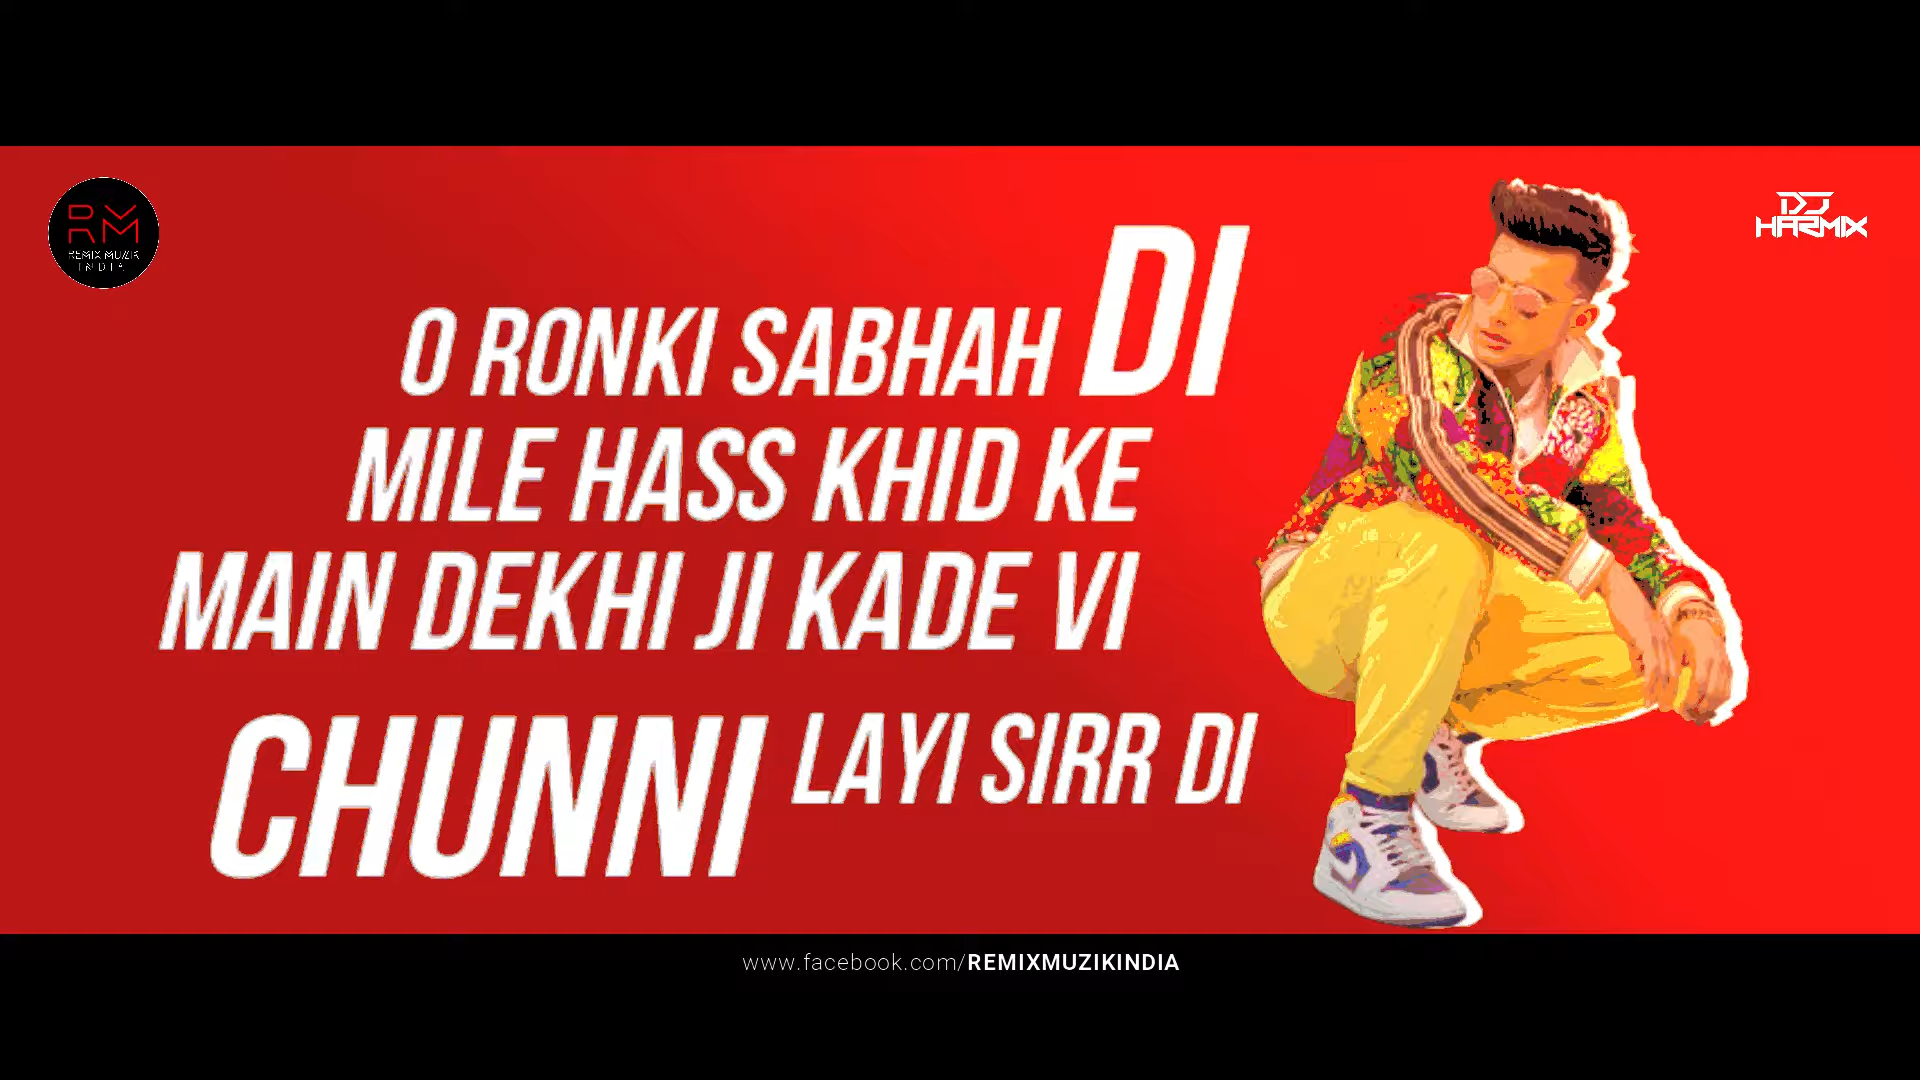 RMM
REMIX MUZIK
INDIA
DJ
HARMIX
O RONKI SABHAH DI
MILE HASS KHID KE
MAIN DEKHI JI KADE VI
CHUNNI LAYI SIRR DI
www.facebook.com/REMIXMUZIKINDIA